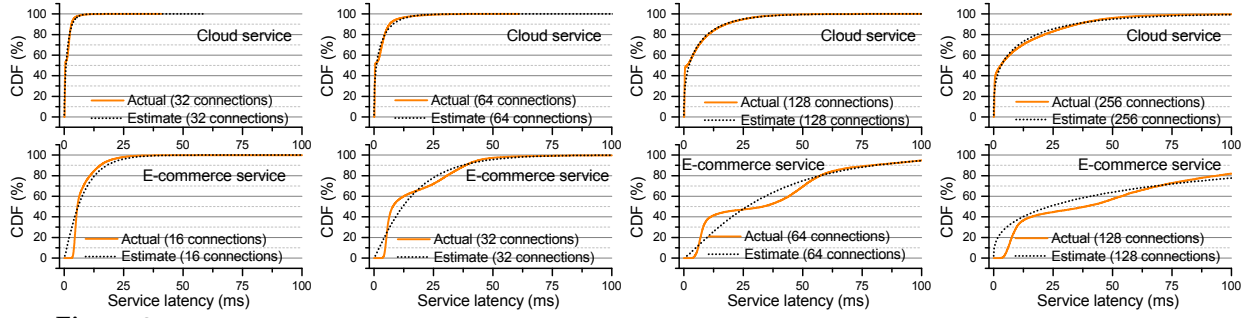 100
80
60
40
20
0
CDF (%)
Cloud service
Actual (32 connections)
Estimate (32 connections)
0 25 50 75 100
100
80
60
40
20
0
CDF (%)
Cloud service
Actual (64 connections)
Estimate (64 connections)
0 25 50 75 100
100
80
60
40
20
0
CDF (%)
Cloud service
Actual (128 connections)
Estimate (128 connections)
0 25 50 75 100
100
80
60
40
20
0
CDF (%)
Cloud service
Actual (256 connections)
Estimate (256 connections)
0 25 50 75 100
100
80
60
40
20
0
CDF (%)
E-commerce service
Actual (16 connections)
Estimate (16 connections)
0 25 50 75 100
Service latency (ms)
100
80
60
40
20
0
CDF (%)
E-commerce service
Actual (32 connections)
Estimate (32 connections)
0 25 50 75 100
Service latency (ms)
100
80
60
40
20
0
CDF (%)
E-commerce service
Actual (64 connections)
Estimate (64 connections)
0 25 50 75 100
Service latency (ms)
100
80
60
40
20
0
CDF (%)
E-commerce service
Actual (128 connections)
Estimate (128 connections)
0 25 50 75 100
Service latency (ms)